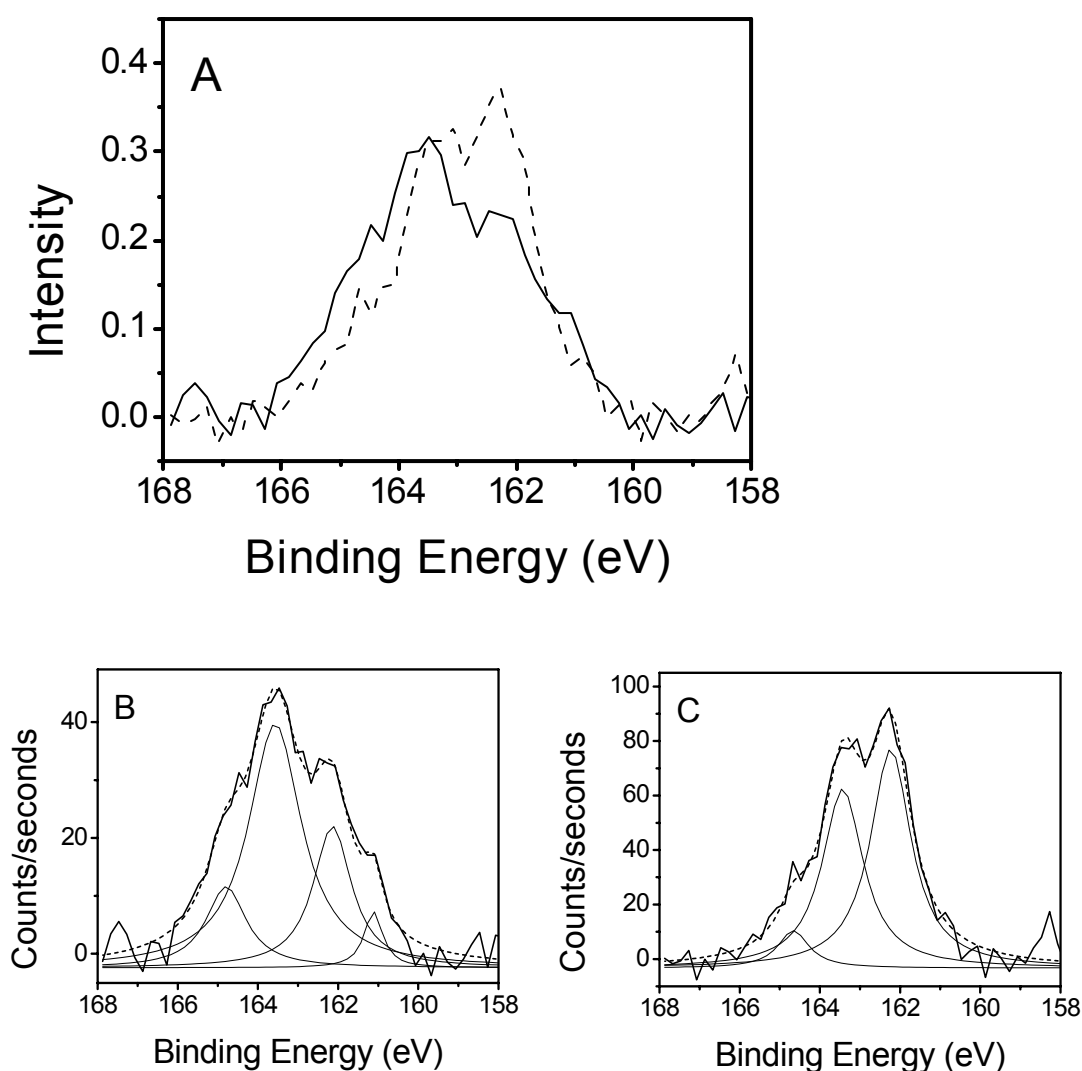 A
0.4
0.3
0.2
0.1
0.0
Intensity
168 166 164 162 160 158
Binding Energy (eV)
B
40
20
0
Counts/seconds
168 166 164 162 160 158
Binding Energy (eV)
C
100
80
60
40
20
0
Counts/seconds
168 166 164 162 160 158
Binding Energy (eV)